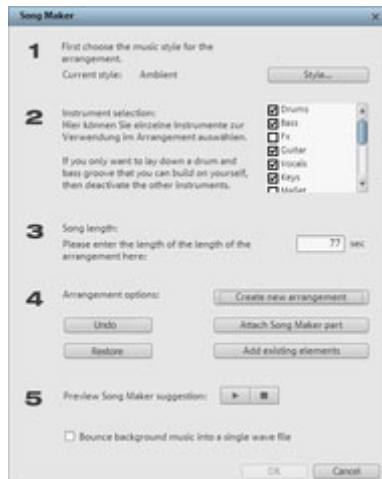 Song Maker
1
First choose the music style for the
arrangement.
Current style: Ambient
Style...
2
Instrument selection:
Hier können Sie einzelne Instrumente zur
Verwendung im Arrangement auswählen.
If you only want to lay down a drum and
bass groove that you can build on yourself,
then deactivate the other instruments.
Drums
Bass
Fx
Guitar
Vocals
Keys
Mallet
3
Song length:
Please enter the length of the length of the
arrangement here:
77 sec
4
Arrangement options:
Create new arrangement
Undo
Attach Song Maker part
Restore
Add existing elements
5
Preview Song Maker suggestion:
Bounce background music into a single wave file
OK
Cancel